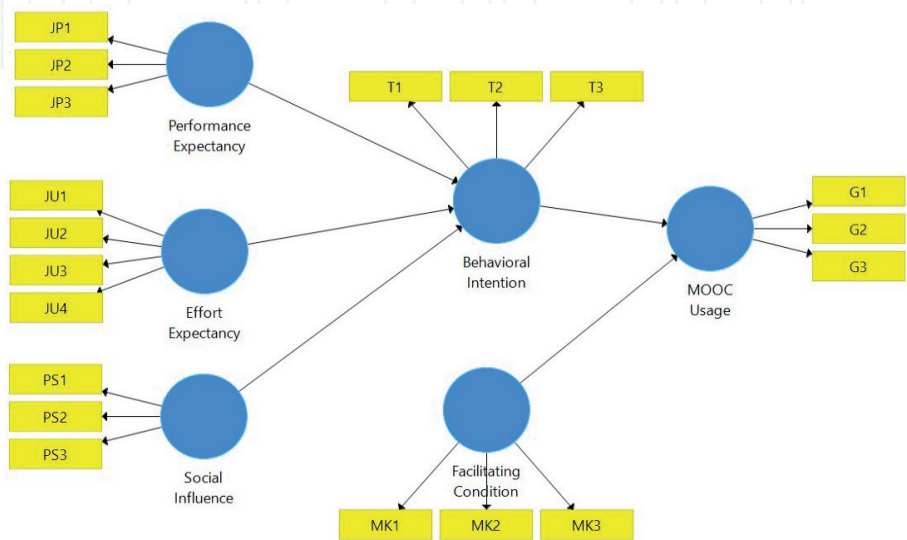 JP1
JP2
JP3
Performance
Expectancy
T1
T2
T3
JU1
JU2
JU3
JU4
Effort
Expectancy
Behavioral
Intention
G1
G2
G3
MOOC
Usage
PS1
PS2
PS3
Social
Influence
Facilitating
Condition
MK1
MK2
MK3